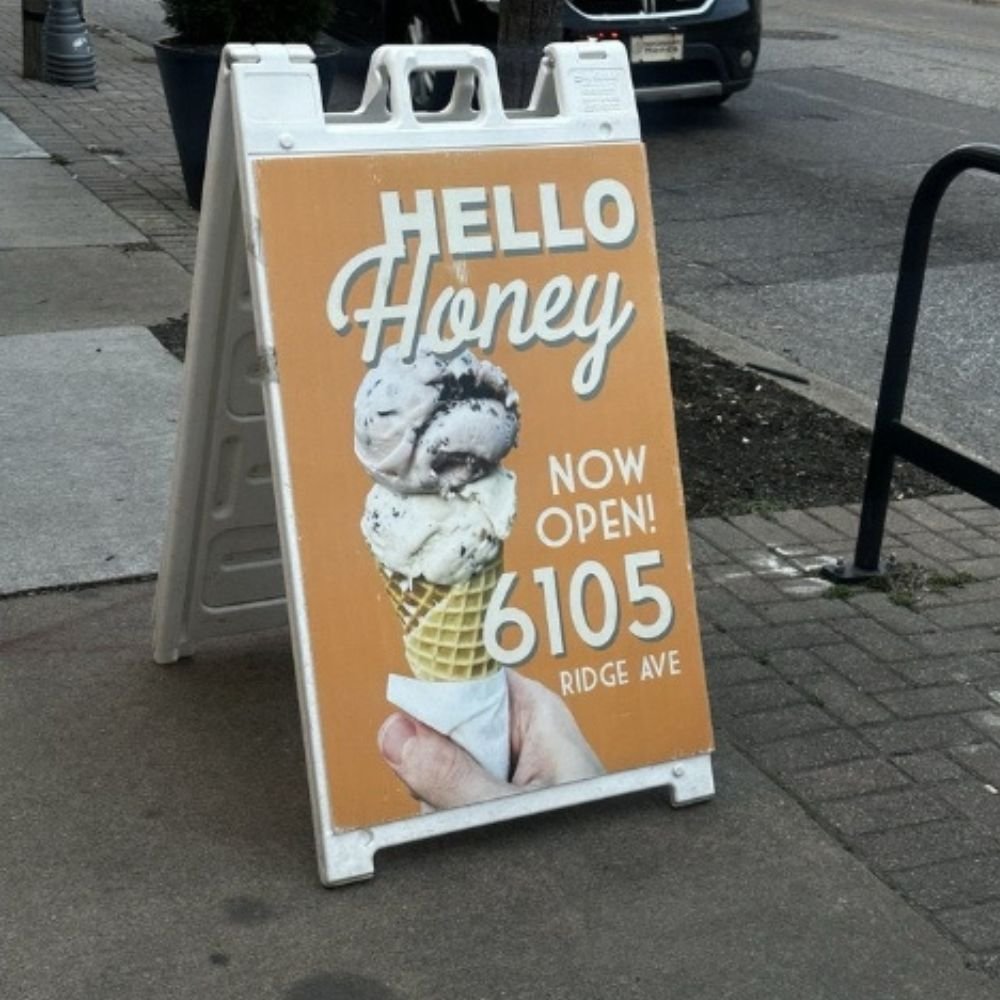 HELLO
Honey
NOW
OPEN!
6105
RIDGE AVE